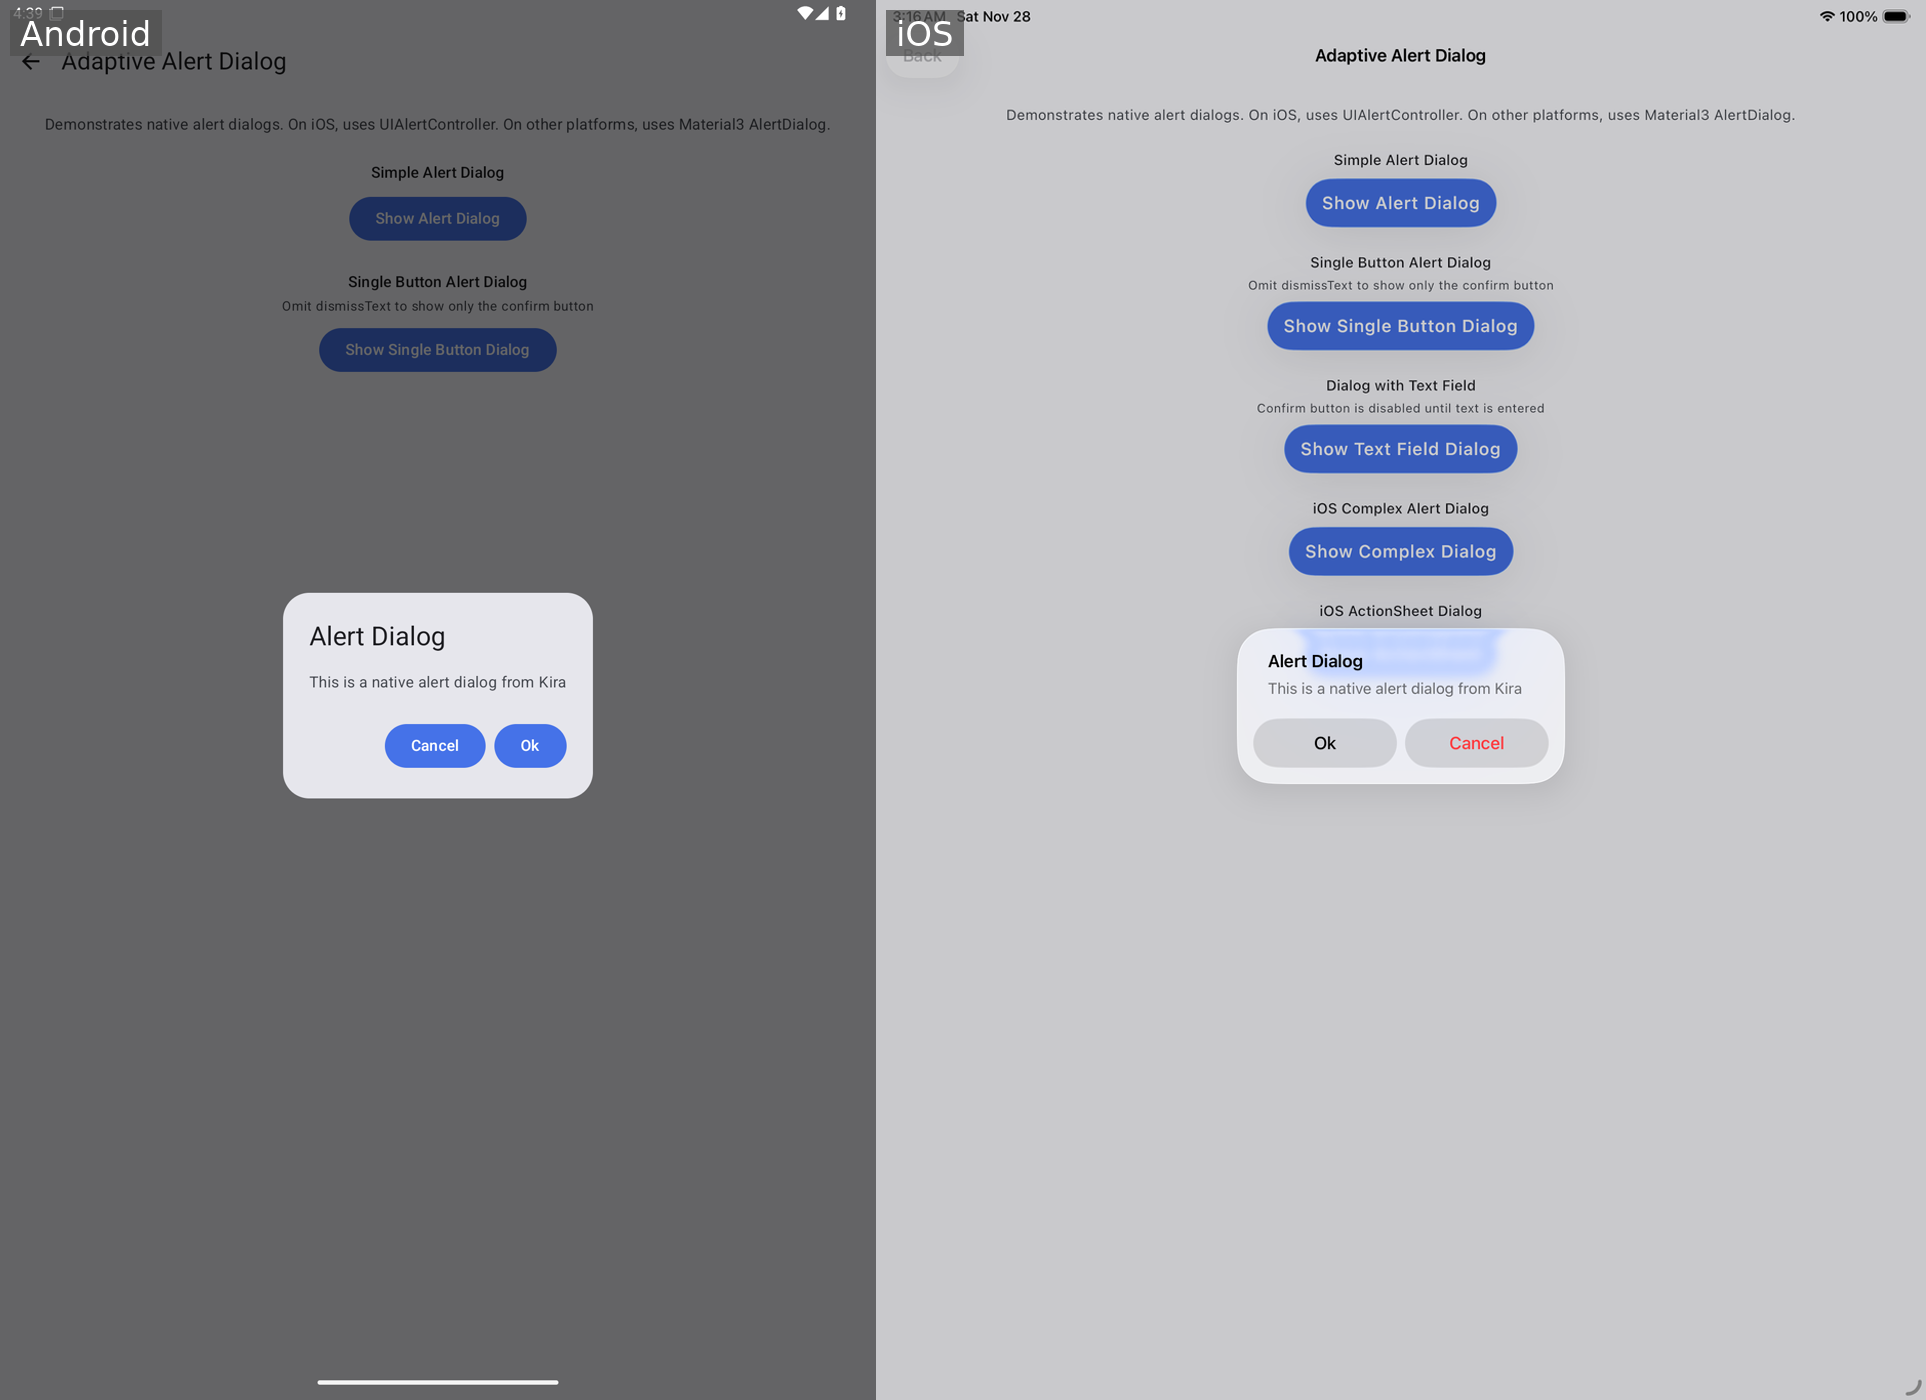 4:39
Android
Adaptive Alert Dialog
Demonstrates native alert dialogs. On iOS, uses UIAlertController. On other platforms, uses Material3 AlertDialog.
Simple Alert Dialog
Show Alert Dialog
Single Button Alert Dialog
Omit dismissText to show only the confirm button
Show Single Button Dialog
Alert Dialog
This is a native alert dialog from Kira
Cancel Ok
3:16 AM Sat Nov 28
100%
iOS
Back
Adaptive Alert Dialog
Demonstrates native alert dialogs. On iOS, uses UIAlertController. On other platforms, uses Material3 AlertDialog.
Simple Alert Dialog
Show Alert Dialog
Single Button Alert Dialog
Omit dismissText to show only the confirm button
Show Single Button Dialog
Dialog with Text Field
Confirm button is disabled until text is entered
Show Text Field Dialog
iOS Complex Alert Dialog
Show Complex Dialog
iOS ActionSheet Dialog
Alert Dialog
This is a native alert dialog from Kira
Ok Cancel